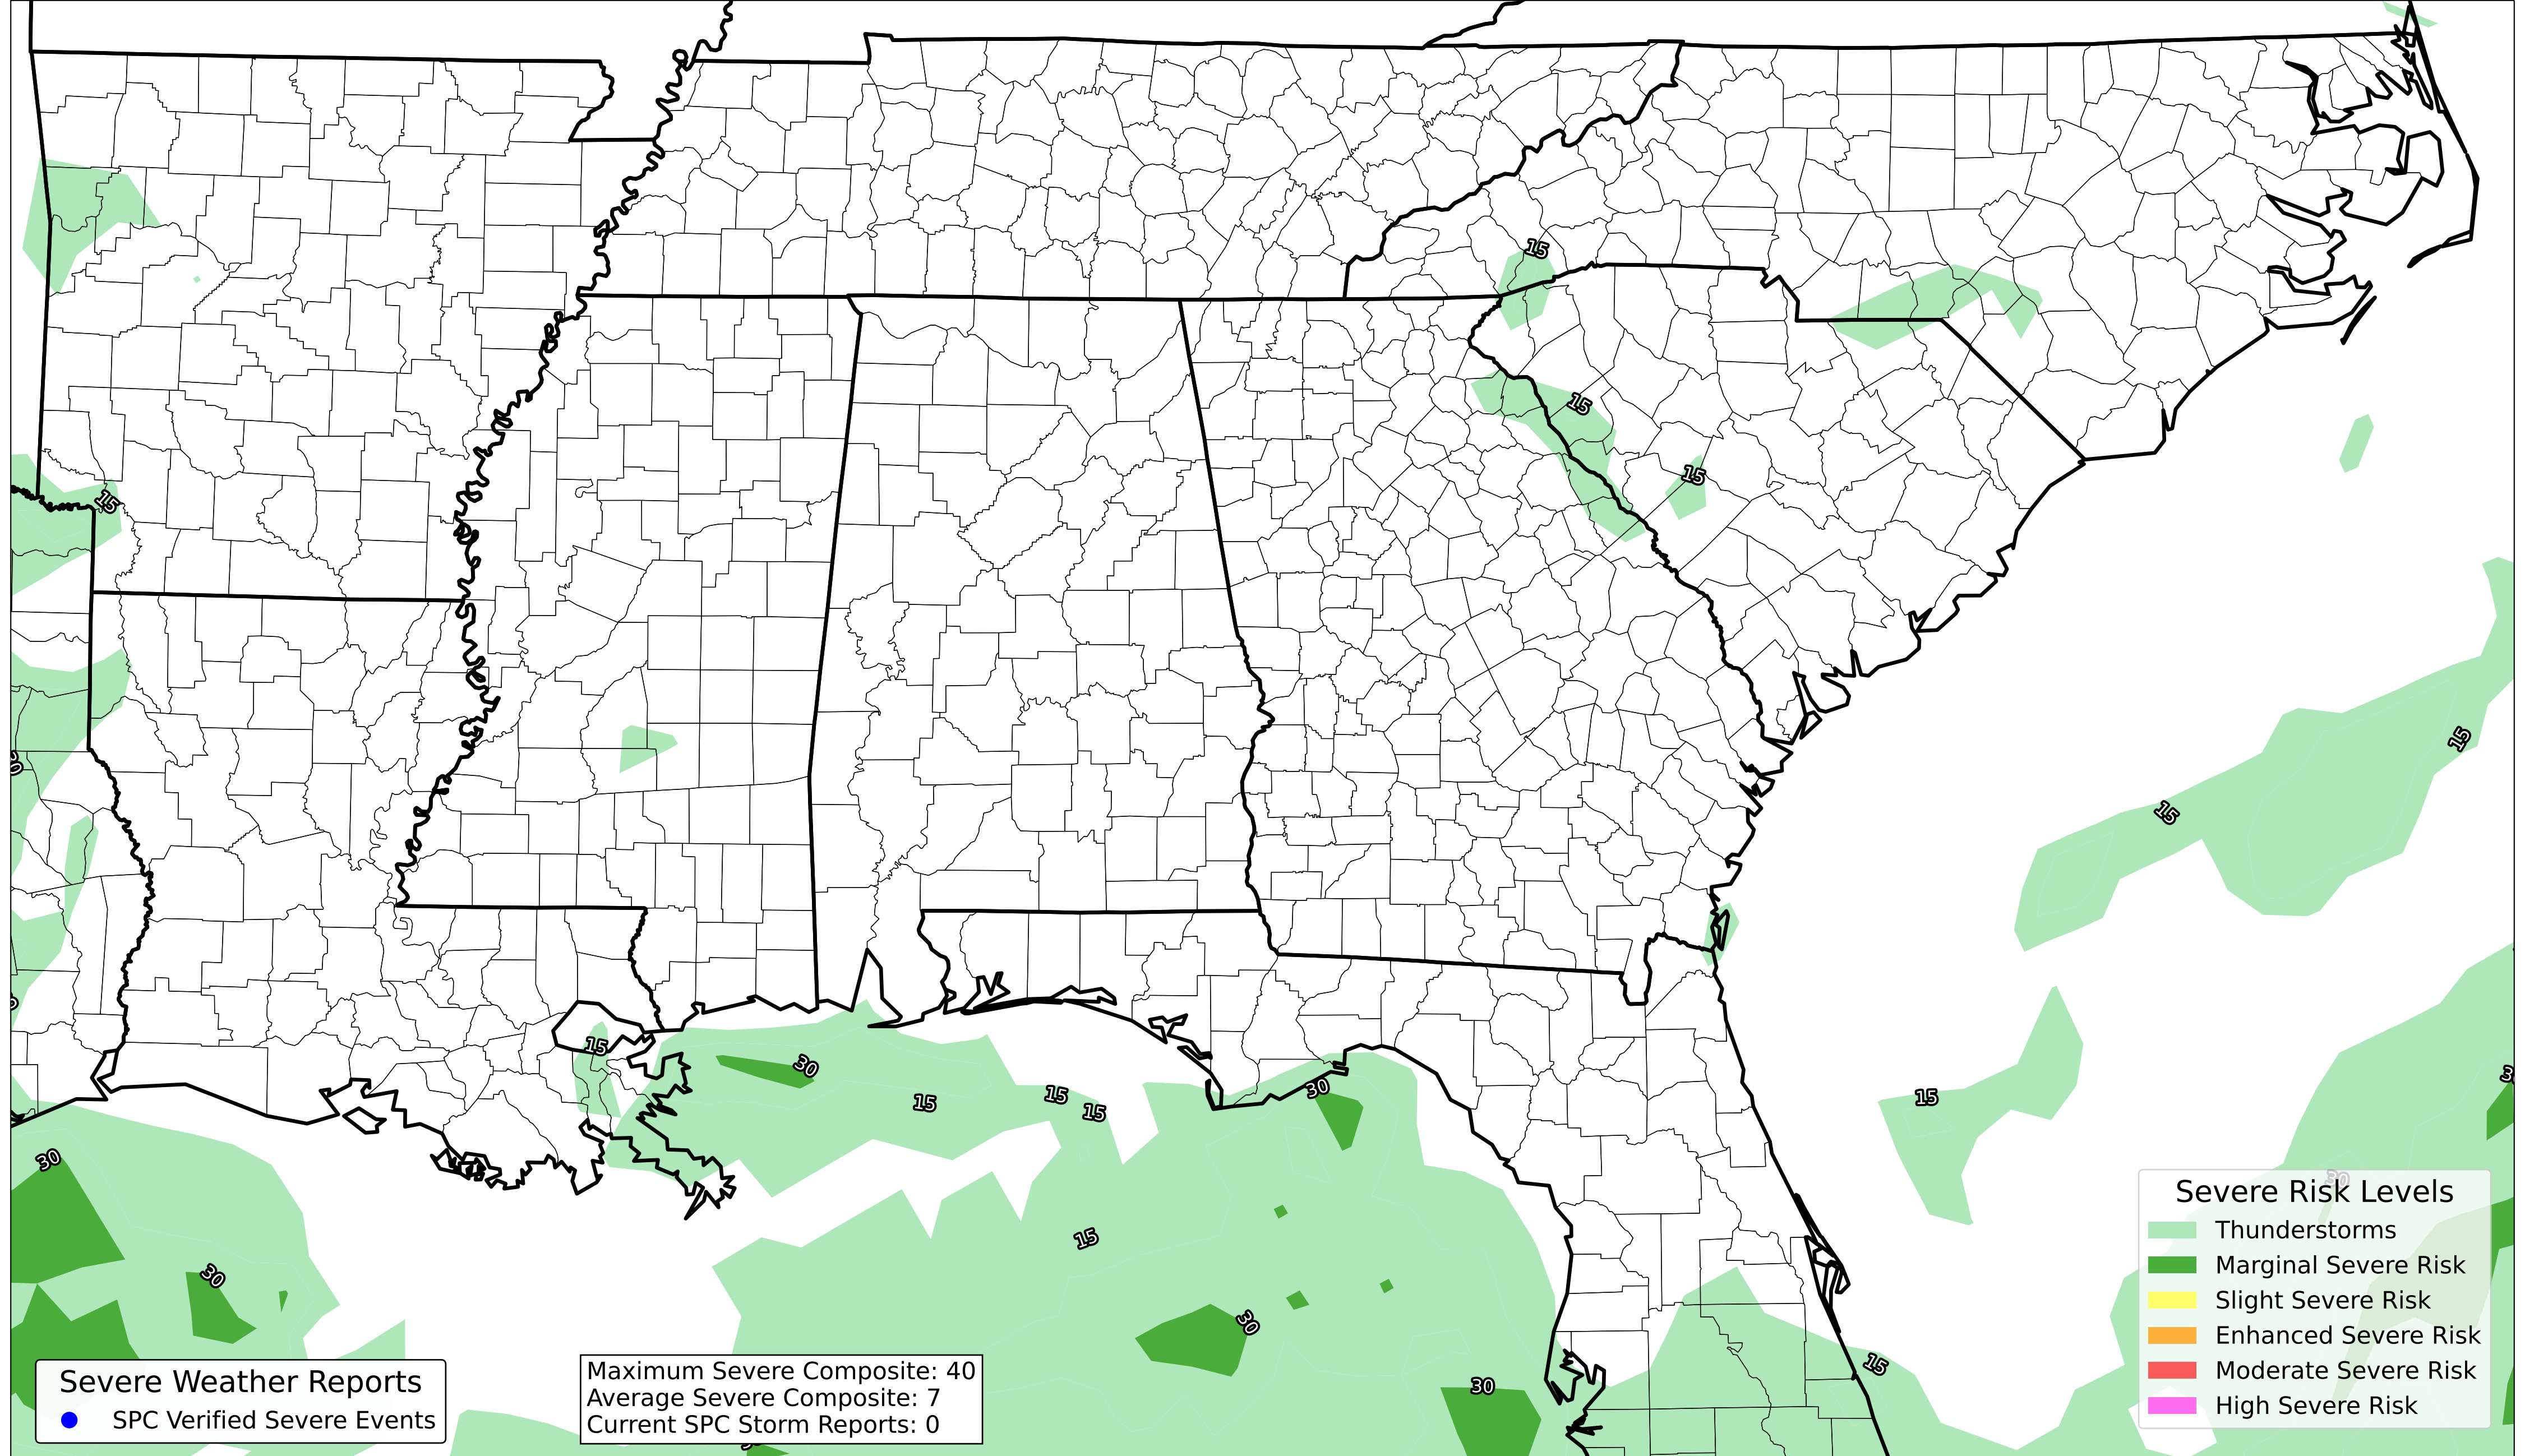 15
15
15
15
15
15
15
30
15
15
15
30
15
30
15
30
30
15
30
30
Severe Risk Levels
Thunderstorms
Marginal Severe Risk
Slight Severe Risk
Enhanced Severe Risk
Moderate Severe Risk
High Severe Risk
Severe Weather Reports
SPC Verified Severe Events
Maximum Severe Composite: 40
Average Severe Composite: 7
Current SPC Storm Reports: 0